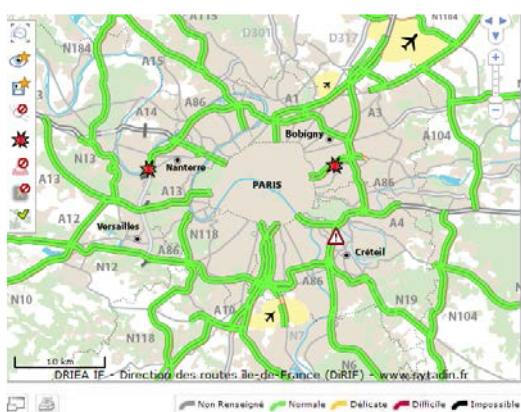 A115
N184
D301
D317
N1184
A15
A86
A1
A3
A104
A14
Bobigny
N13
Nanterre
A13
A13
PARIS
A86
A12
Versailles
N118
A4
A86
Créteil
N12
A86
N10
A10
N19
N104
N118
N7
N6
10 km
DRIEA IF - Direction des routes Île-de-France (DiRIF) - www.sytadin.fr
Non Renseigné Normale Délicate Difficile Impossible